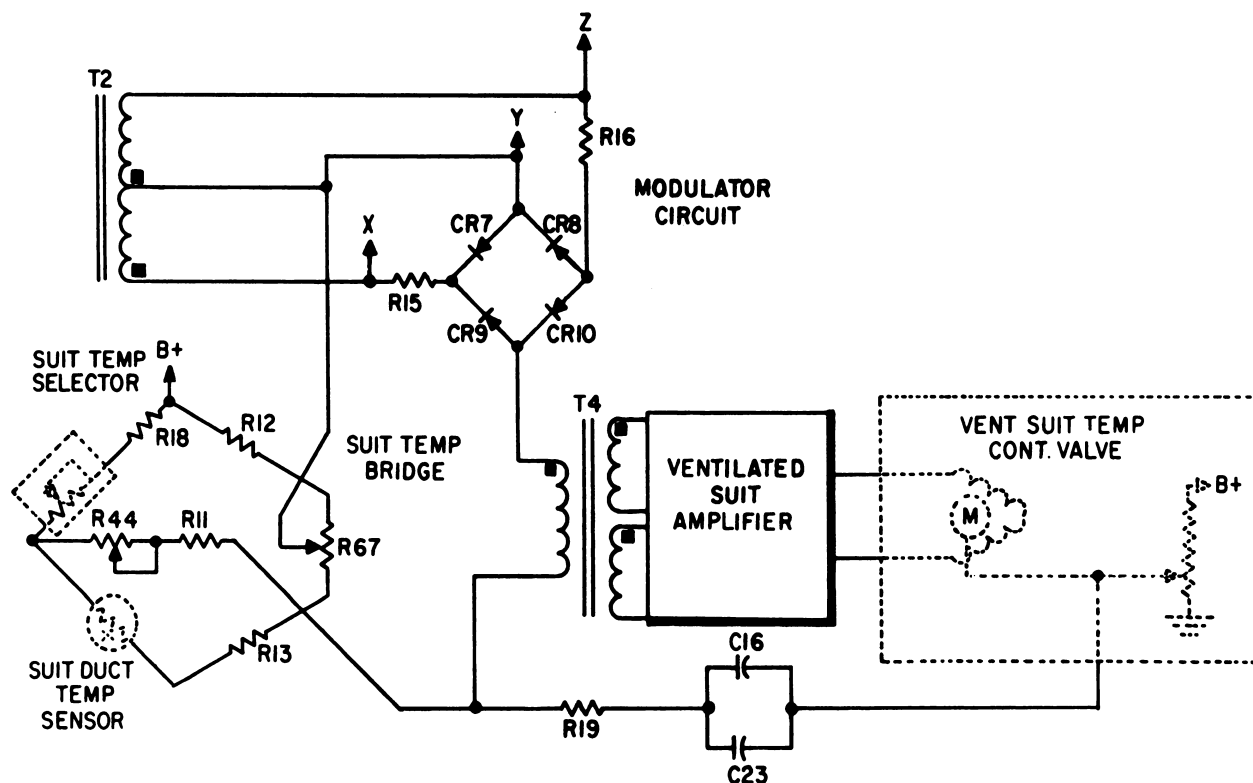 Z
T2
Y
R16
MODULATOR
CIRCUIT
X
CR7
CR8
R15
CR9
CR10
SUIT TEMP
SELECTOR
B+
R18
R12
SUIT TEMP
BRIDGE
T4
VENTILATED
SUIT
AMPLIFIER
VENT SUIT TEMP
CONT. VALVE
B+
M
R44
R11
R67
R13
SUIT DUCT
TEMP
SENSOR
R19
C16
C23